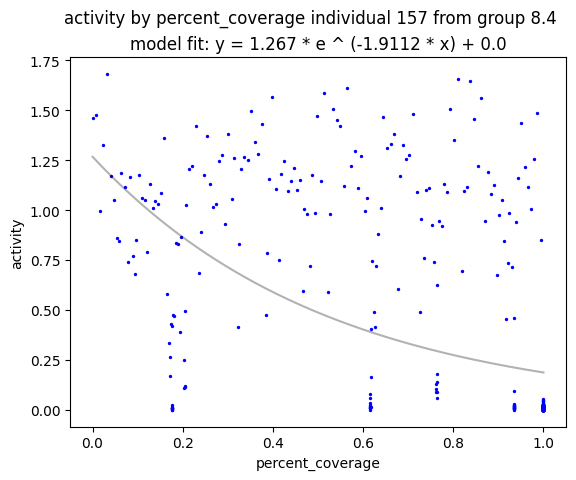 activity by percent_coverage individual 157 from group 8.4
model fit: y = 1.267 * e ^ (-1.9112 * x) + 0.0
1.75
1.50
1.25
1.00
0.75
0.50
0.25
0.00
activity
0.0 0.2 0.4 0.6 0.8 1.0
percent_coverage